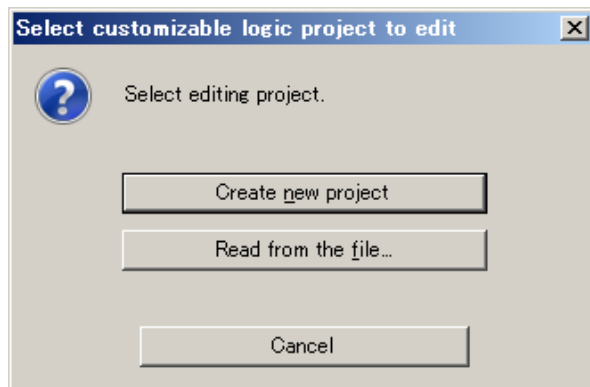 Select customizable logic project to edit
Select editing project.
Create new project
Read from the file...
Cancel